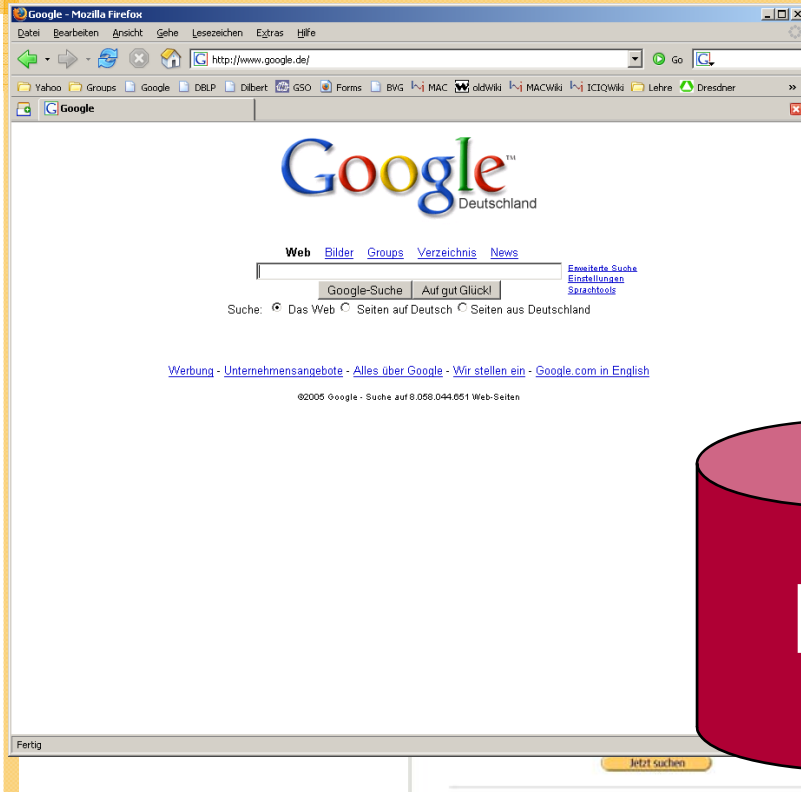 Google - Mozilla Firefox
Datei Bearbeiten Ansicht Gehe Lesezeichen Extras Hilfe
http://www.google.de/ Go
Yahoo Groups Google DBLP Dilbert GSO Forms BVG MAC oldWiki MACWiki ICIQWiki Lehre Dresdner »
Google
Google™
Deutschland
Web Bilder Groups Verzeichnis News
Erweiterte Suche
Einstellungen
Google-Suche Auf gut Glück! Sprachtools
Suche: Das Web Seiten auf Deutsch Seiten aus Deutschland
Werbung - Unternehmensangebote - Alles über Google - Wir stellen ein - Google.com in English
©2005 Google - Suche auf 8.058.044.651 Web-Seiten
Fertig
Jetzt suchen